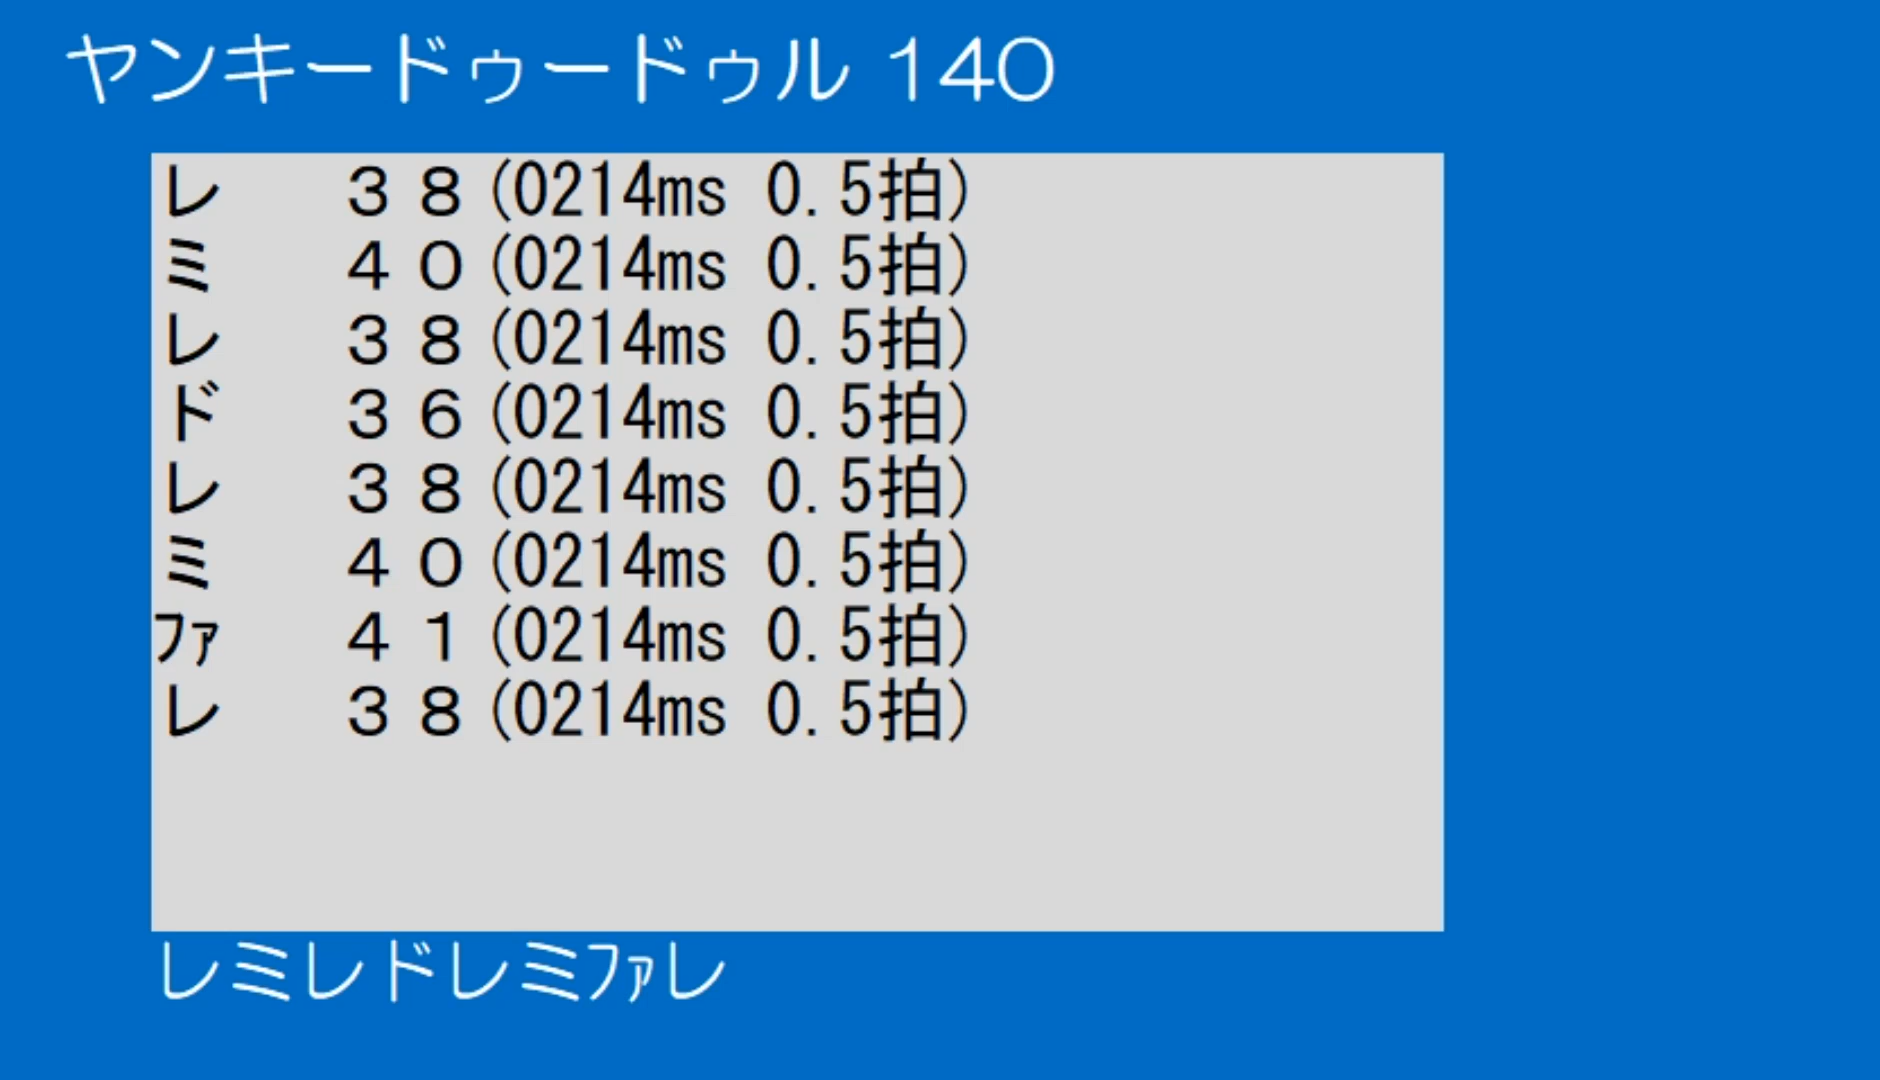 ヤンキードゥードゥル 140
レ　　３８(0214ms 0.5拍)
ミ　　４０(0214ms 0.5拍)
レ　　３８(0214ms 0.5拍)
ド　　３６(0214ms 0.5拍)
レ　　３８(0214ms 0.5拍)
ミ　　４０(0214ms 0.5拍)
ﾌｧ　　４１(0214ms 0.5拍)
レ　　３８(0214ms 0.5拍)
レミレドレミﾌｧレ